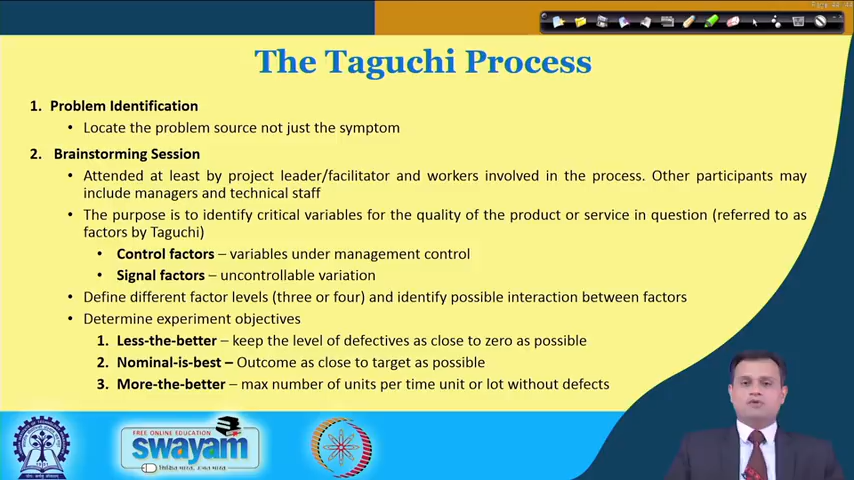 The Taguchi Process
1. Problem Identification
• Locate the problem source not just the symptom
2. Brainstorming Session
• Attended at least by project leader/facilitator and workers involved in the process. Other participants may
include managers and technical staff
• The purpose is to identify critical variables for the quality of the product or service in question (referred to as
factors by Taguchi)
• Control factors – variables under management control
• Signal factors – uncontrollable variation
• Define different factor levels (three or four) and identify possible interaction between factors
• Determine experiment objectives
1. Less-the-better – keep the level of defectives as close to zero as possible
2. Nominal-is-best – Outcome as close to target as possible
3. More-the-better – max number of units per time unit or lot without defects
FREE ONLINE EDUCATION
swayam
शिक्षित भारत, उन्नत भारत